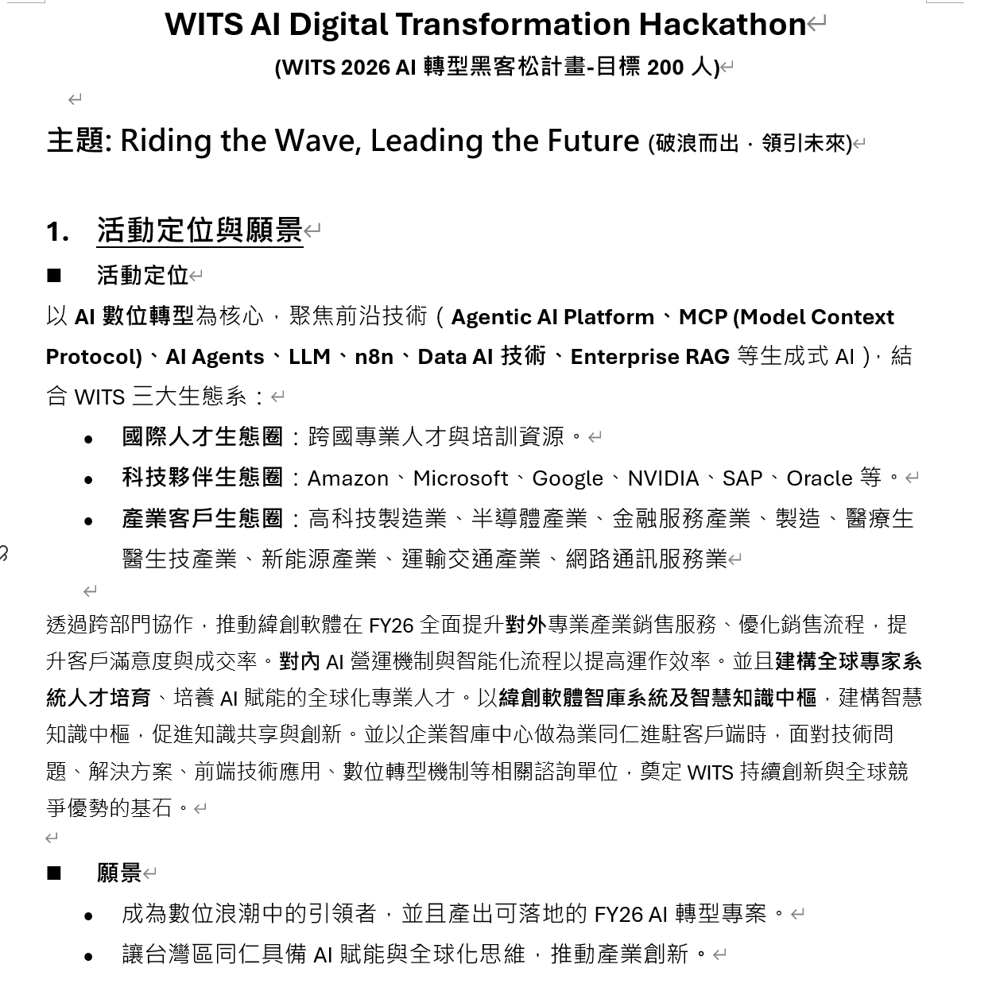 WITS AI Digital Transformation Hackathon
(WITS 2026 AI 轉型黑客松計畫-目標 200 人)
主題: Riding the Wave, Leading the Future (破浪而出，領引未來)
1. 活動定位與願景
■ 活動定位
以 AI 數位轉型為核心，聚焦前沿技術（Agentic AI Platform、MCP (Model Context
Protocol)、AI Agents、LLM、n8n、Data AI 技術、Enterprise RAG 等生成式 AI），結
合 WITS 三大生態系：
● 國際人才生態圈：跨國專業人才與培訓資源。
● 科技夥伴生態圈：Amazon、Microsoft、Google、NVIDIA、SAP、Oracle 等。
● 產業客戶生態圈：高科技製造業、半導體產業、金融服務產業、製造、醫療生
醫生技產業、新能源產業、運輸交通產業、網路通訊服務業
透過跨部門協作，推動緯創軟體在 FY26 全面提升對外專業產業銷售服務、優化銷售流程，提
升客戶滿意度與成交率。對內 AI 營運機制與智能化流程以提高運作效率。並且建構全球專家系
統人才培育、培養 AI 賦能的全球化專業人才。以緯創軟體智庫系統及智慧知識中樞，建構智慧
知識中樞，促進知識共享與創新。並以企業智庫中心做為業同仁進駐客戶端時，面對技術問
題、解決方案、前端技術應用、數位轉型機制等相關諮詢單位，奠定 WITS 持續創新與全球競
爭優勢的基石。
■ 願景
● 成為數位浪潮中的引領者，並且產出可落地的 FY26 AI 轉型專案。
● 讓台灣區同仁具備 AI 賦能與全球化思維，推動產業創新。